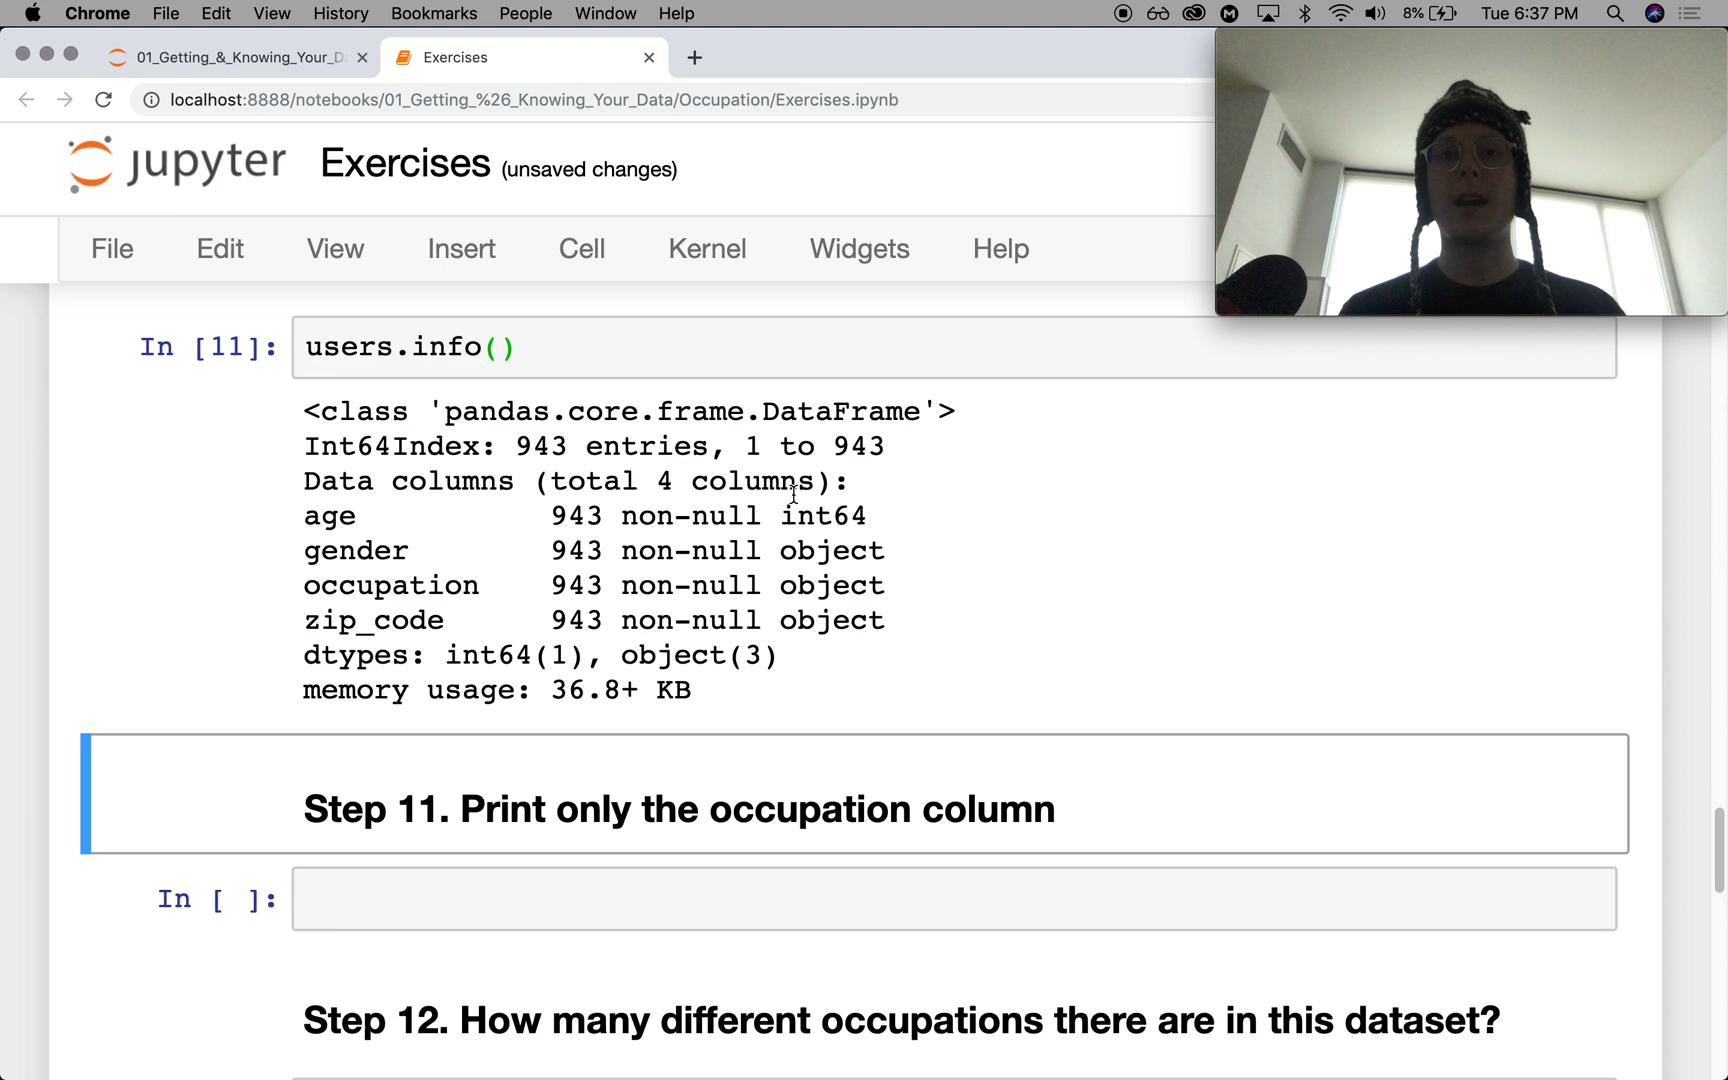 Chrome File Edit View History Bookmarks People Window Help 8% Tue 6:37 PM
01_Getting_&_Knowing_Your_D
Exercises
localhost:8888/notebooks/01_Getting_%26_Knowing_Your_Data/Occupation/Exercises.ipynb
jupyter Exercises (unsaved changes)
File Edit View Insert Cell Kernel Widgets Help
In [11]: users.info()
<class 'pandas.core.frame.DataFrame'>
Int64Index: 943 entries, 1 to 943
Data columns (total 4 columns):
age 943 non-null int64
gender 943 non-null object
occupation 943 non-null object
zip_code 943 non-null object
dtypes: int64(1), object(3)
memory usage: 36.8+ KB
Step 11. Print only the occupation column
In [ ]:
Step 12. How many different occupations there are in this dataset?